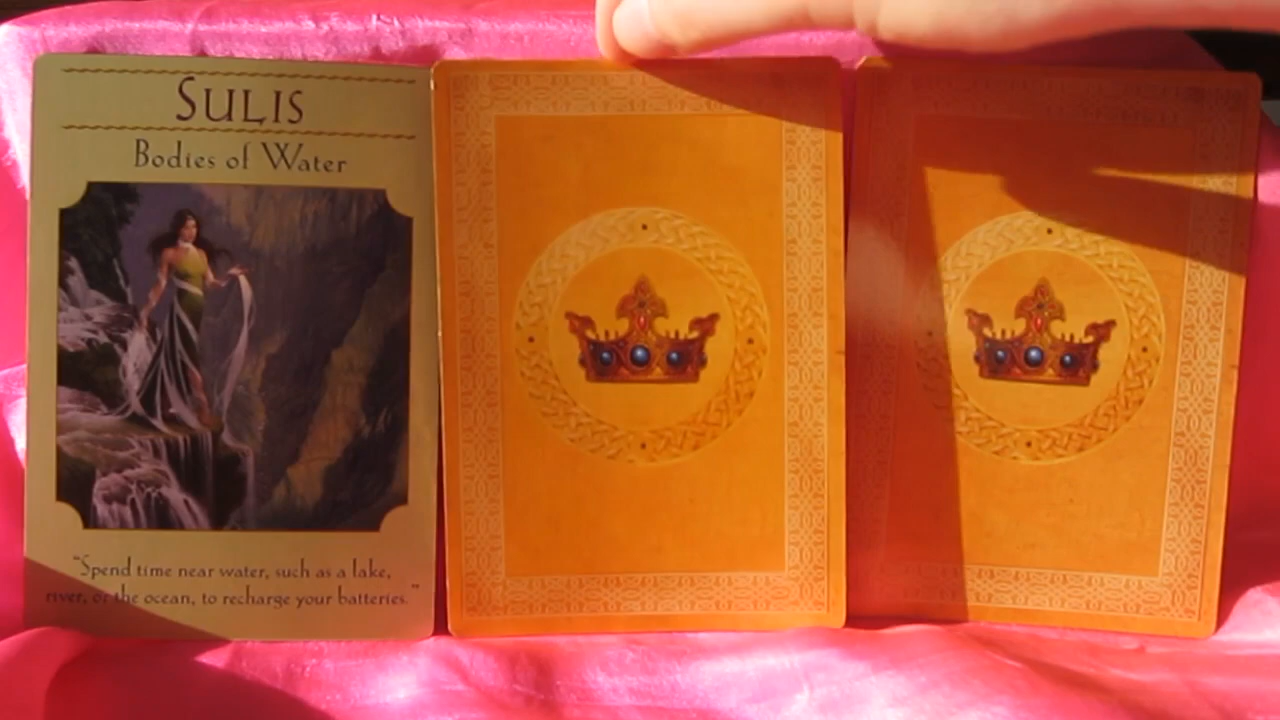 SULIS
Bodies of Water
"Spend time near water, such as a lake,
river, or the ocean, to recharge your batteries."